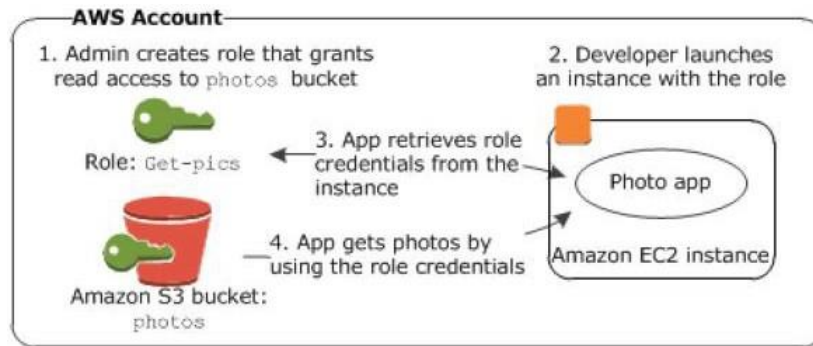 AWS Account
1. Admin creates role that grants
read access to photos bucket
2. Developer launches
an instance with the role
3. App retrieves role
credentials from the
instance
Role: Get-pics
Photo app
4. App gets photos by
using the role credentials
Amazon EC2 instance
Amazon S3 bucket:
photos